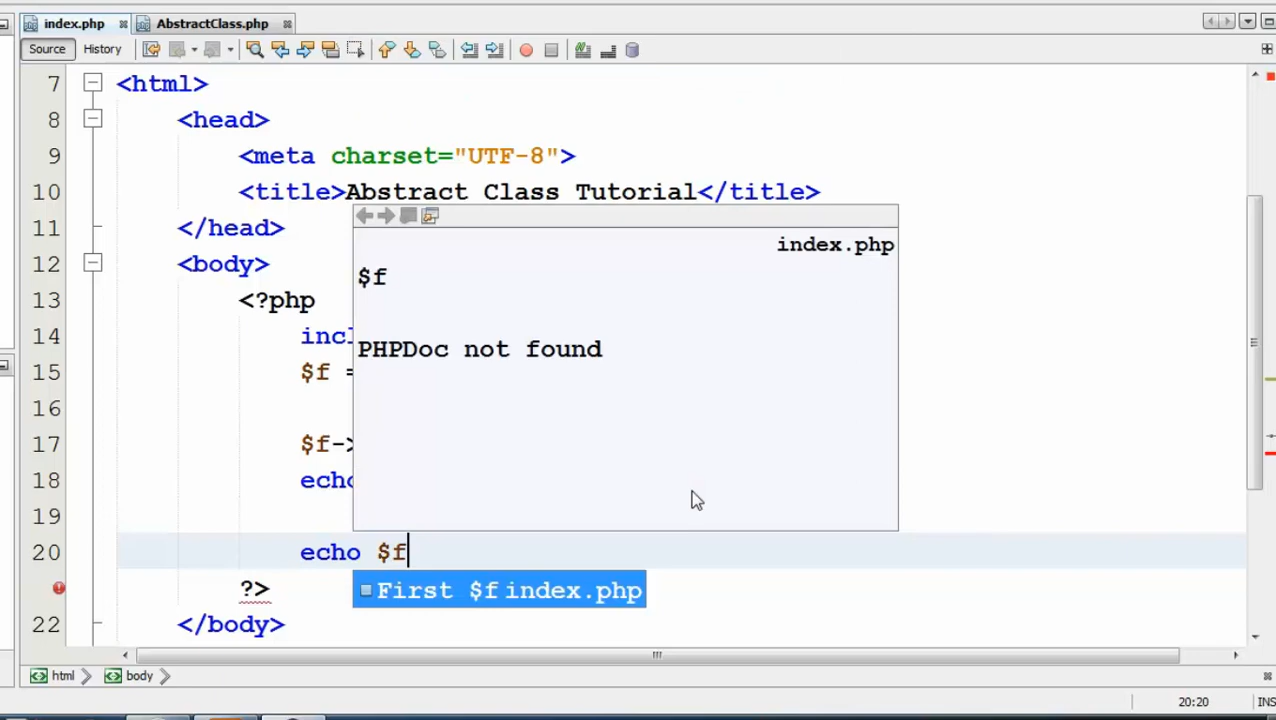 index.php AbstractClass.php
Source History
7 <html>
8 <head>
9 <meta charset="UTF-8">
10 <title>Abstract Class Tutorial</title>
11 </head>
12 <body>
13 <?php
14 incl
15 $f =
16
17 $f->
18 echo
19
20 echo $f
?>
22 </body>
index.php
$f
PHPDoc not found
First $f index.php
html body
20:20 INS